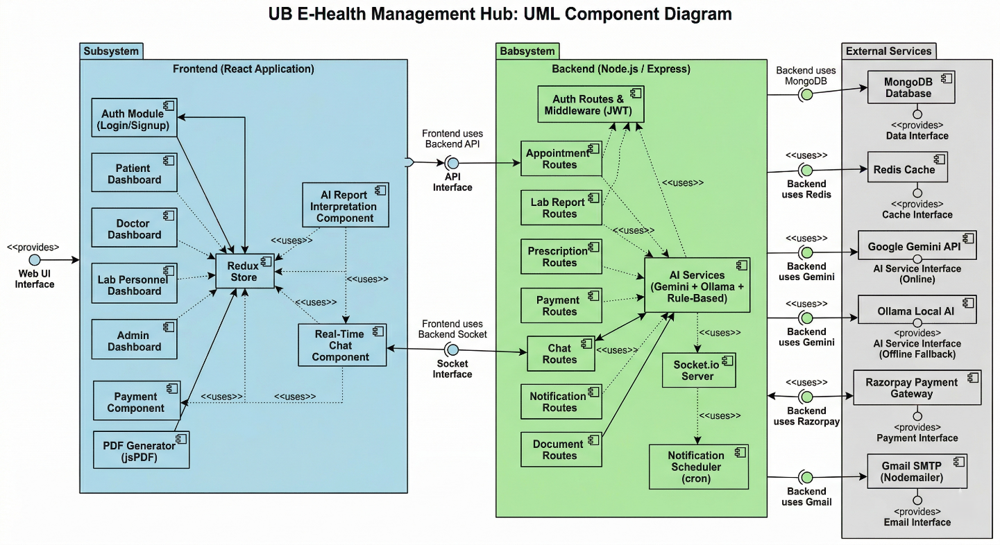 UB E-Health Management Hub: UML Component Diagram
Subsystem
Frontend (React Application)
Auth Module
(Login/Signup)
Patient
Dashboard
Doctor
Dashboard
Lab Personnel
Dashboard
Admin
Dashboard
Payment
Component
PDF Generator
(jsPDF)
Redux
Store
AI Report
Interpretation
Component
Real-Time
Chat
Component
<<uses>>
<<uses>>
<<uses>>
<<uses>>
<<uses>>
<<provides>
Web UI
Interface
Frontend uses
Backend API
API
Interface
Frontend uses
Backend Socket
Socket
Interface
Babsystem
Backend (Node.js / Express)
Auth Routes &
Middleware (JWT)
Appointment
Routes
Lab Report
Routes
Prescription
Routes
Payment
Routes
Chat
Routes
Notification
Routes
Document
Routes
<<uses>>
<<uses>>
AI Services
(Gemini + Ollama +
Rule-Based)
<<uses>>
<<uses>>
Socket.io
Server
<<uses>>
Notification
Scheduler
(cron)
Backend uses
MongoDB
<<uses>>
Backend
uses Redis
<<uses>>
Backend
uses Gemini
<<uses>>
Backend
uses Gemini
<<uses>>
Backend
uses Razorpay
Backend
uses Gmail
External Services
MongoDB
Database
<<provides>
Data Interface
Redis Cache
<<provides>
Cache Interface
Google Gemini API
AI Service Interface
(Online)
Ollama Local AI
<provides>
AI Service Interface
(Offline Fallback)
Razorpay Payment
Gateway
<provides>
Payment Interface
Gmail SMTP
(Nodemailer)
<provides>
Email Interface